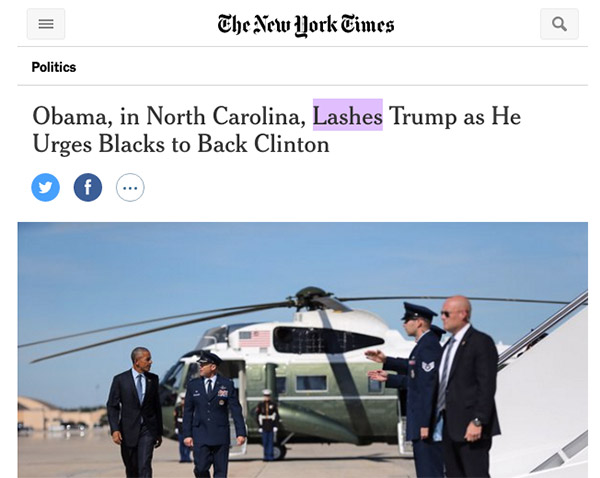 The New York Times
Politics
Obama, in North Carolina, Lashes Trump as He
Urges Blacks to Back Clinton